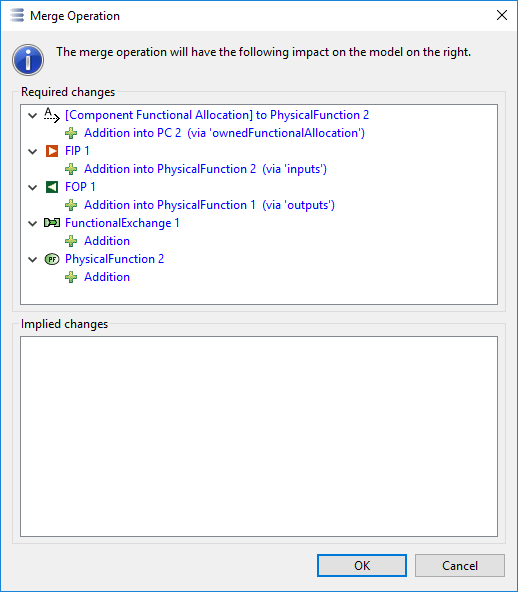 Merge Operation
The merge operation will have the following impact on the model on the right.
Required changes
A [Component Functional Allocation] to PhysicalFunction 2
Addition into PC 2 (via 'ownedFunctionalAllocation')
FIP 1
Addition into PhysicalFunction 2 (via 'inputs')
FOP 1
Addition into PhysicalFunction 1 (via 'outputs')
FunctionalExchange 1
Addition
PF PhysicalFunction 2
Addition
Implied changes
OK Cancel